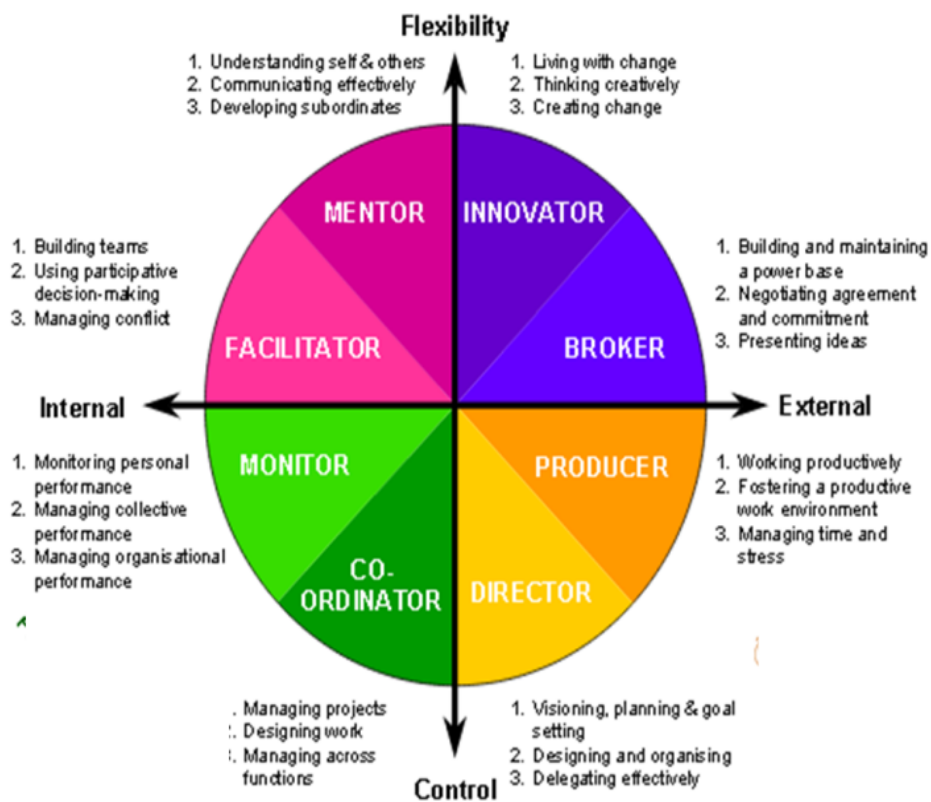 Flexibility
1. Understanding self & others
2. Communicating effectively
3. Developing subordinates
1. Living with change
2. Thinking creatively
3. Creating change
MENTOR
INNOVATOR
1. Building teams
2. Using participative
decision-making
3. Managing conflict
1. Building and maintaining
a power base
2. Negotiating agreement
and commitment
3. Presenting ideas
FACILITATOR
BROKER
Internal
External
MONITOR
PRODUCER
1. Monitoring personal
performance
2. Managing collective
performance
3. Managing organisational
performance
1. Working productively
2. Fostering a productive
work environment
3. Managing time and
stress
CO-
ORDINATOR
DIRECTOR
. Managing projects
. Designing work
. Managing across
functions
1. Visioning, planning & goal
setting
2. Designing and organising
3. Delegating effectively
Control